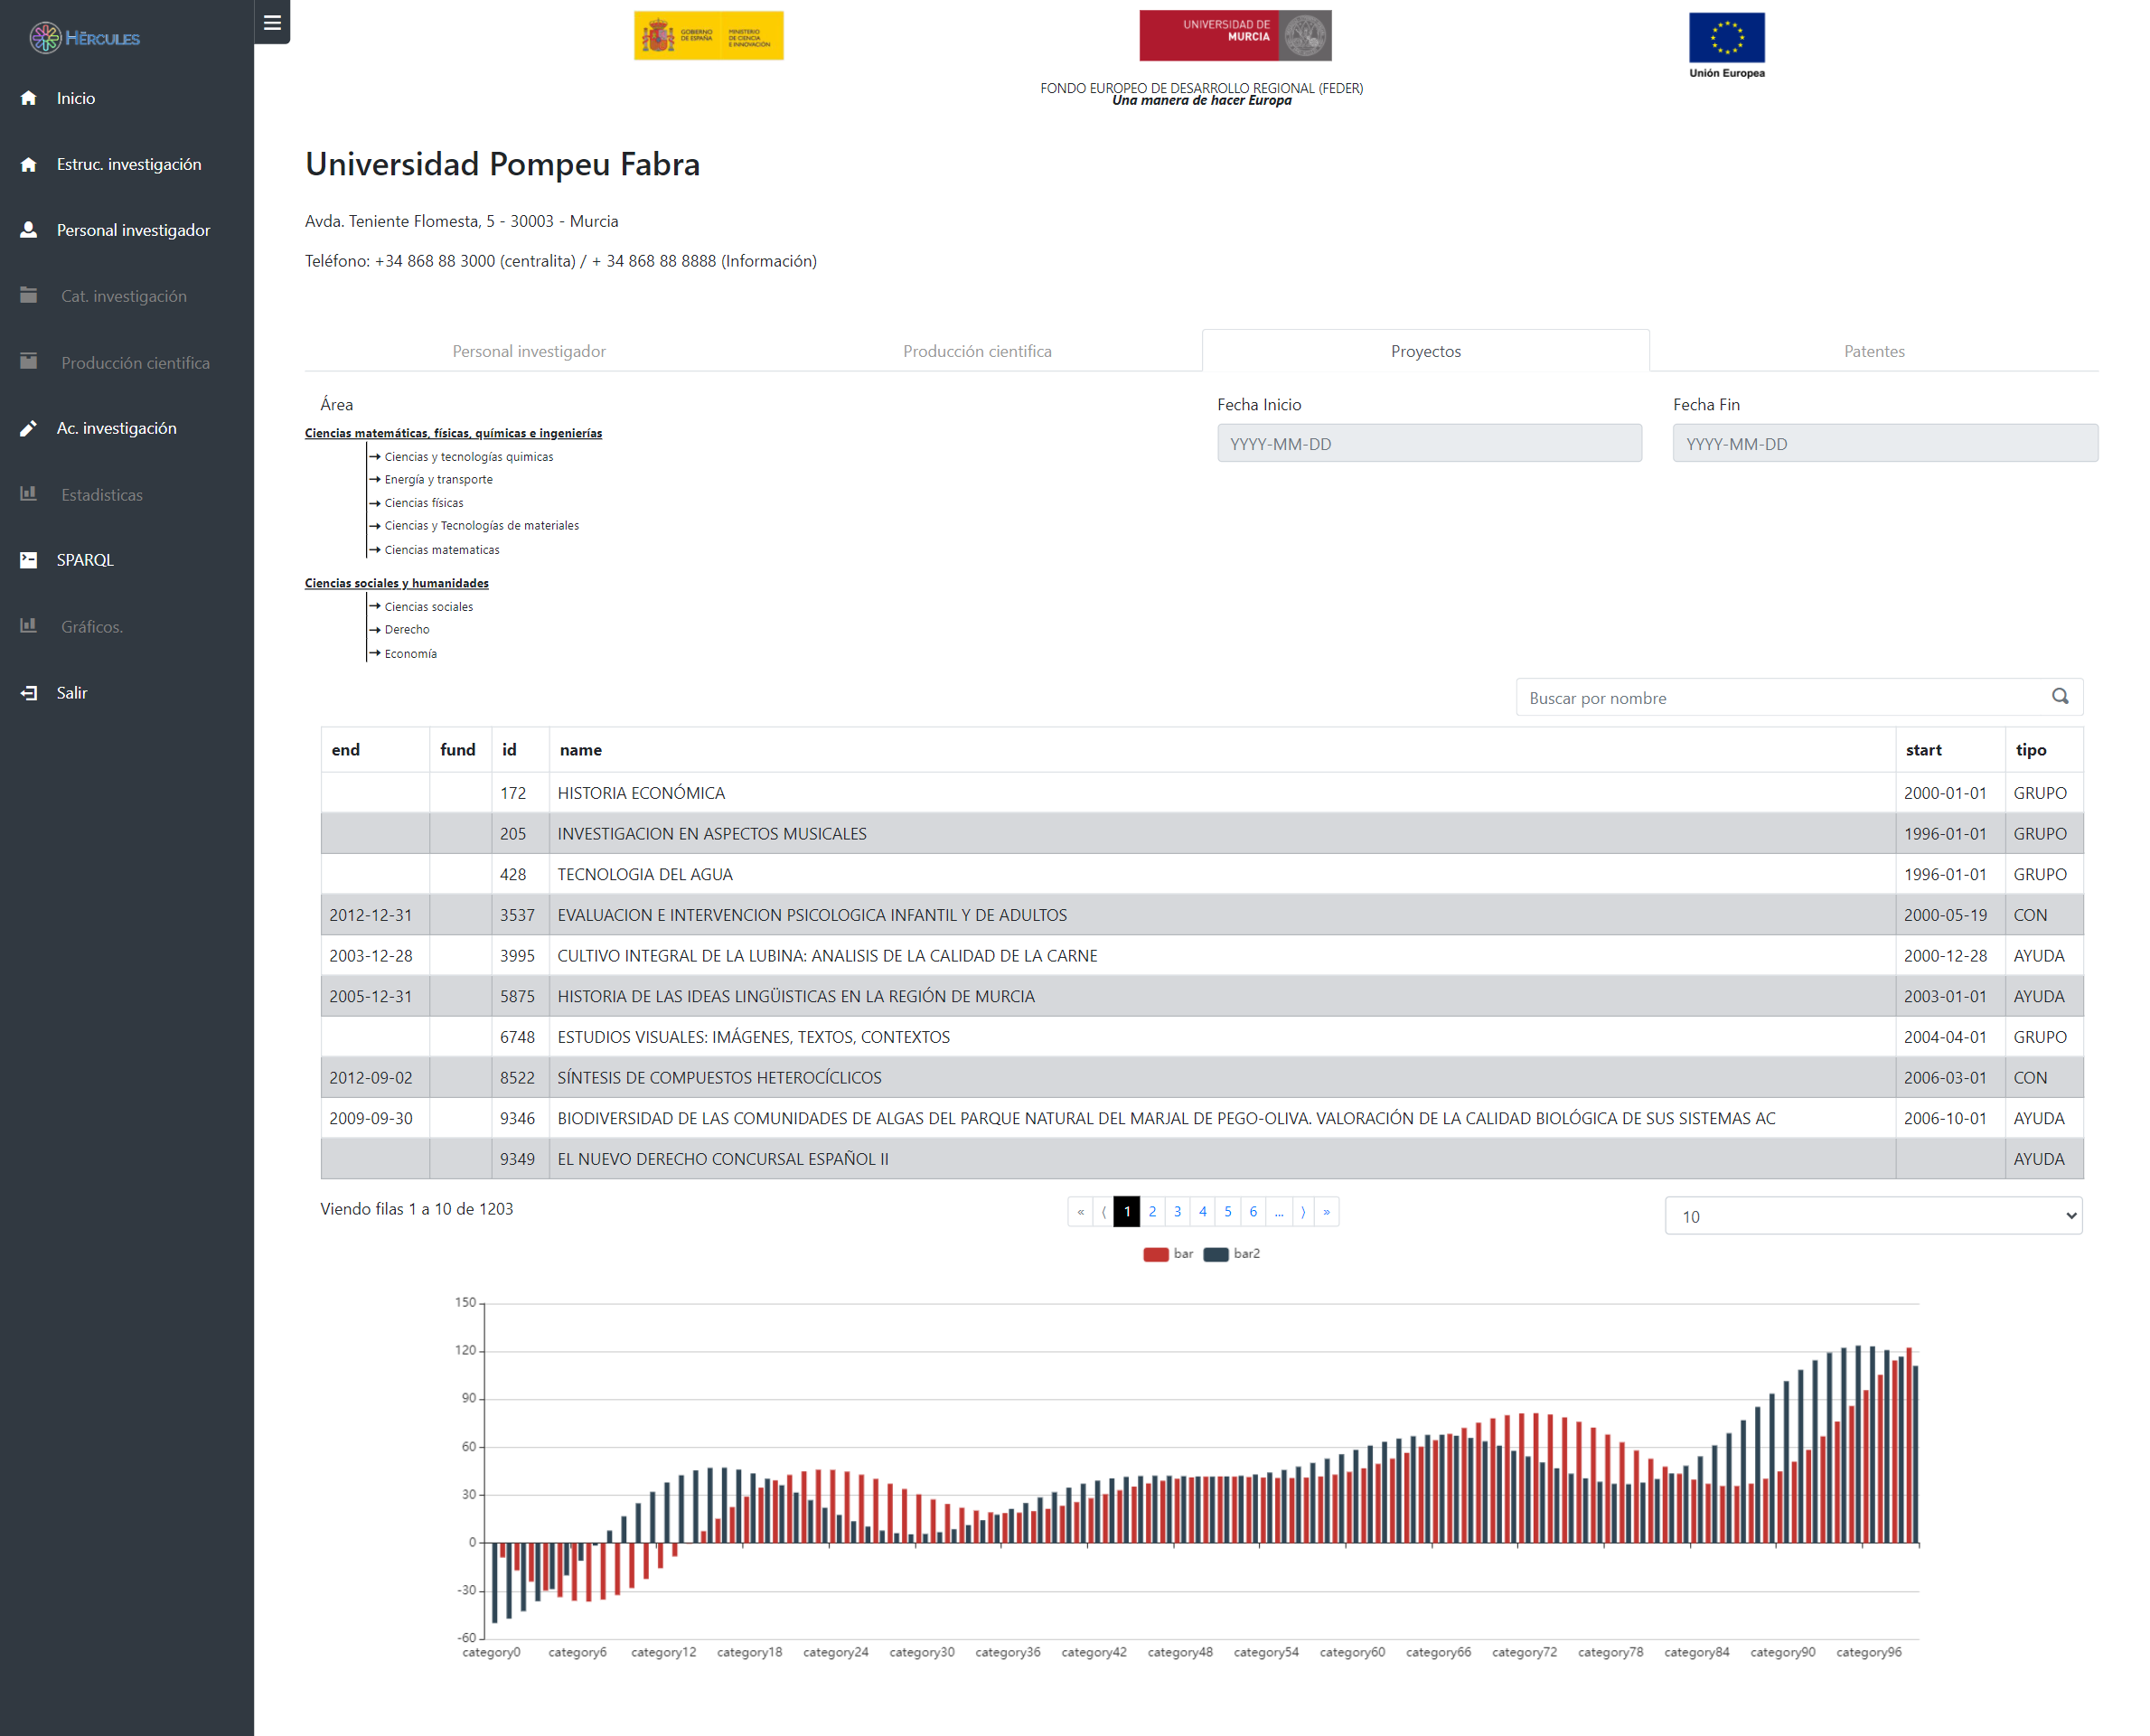 HÉRCULES
Inicio
Estruc. investigación
Personal investigador
Cat. investigación
Producción cientifica
Ac. investigación
Estadisticas
SPARQL
Gráficos.
Salir
GOBIERNO DE ESPAÑA
MINISTERIO DE CIENCIA E INNOVACIÓN
UNIVERSIDAD DE
MURCIA
Unión Europea
FONDO EUROPEO DE DESARROLLO REGIONAL (FEDER)
Una manera de hacer Europa
Universidad Pompeu Fabra
Avda. Teniente Flomesta, 5 - 30003 - Murcia
Teléfono: +34 868 88 3000 (centralita) / + 34 868 88 8888 (Información)
Personal investigador Producción cientifica Proyectos Patentes
Área Fecha Inicio Fecha Fin
YYYY-MM-DD YYYY-MM-DD
Ciencias matemáticas, físicas, químicas e ingenierías
Ciencias y tecnologías quimicas
Energía y transporte
Ciencias físicas
Ciencias y Tecnologías de materiales
Ciencias matematicas
Ciencias sociales y humanidades
Ciencias sociales
Derecho
Economía
Buscar por nombre
end fund id name start tipo
172 HISTORIA ECONÓMICA 2000-01-01 GRUPO
205 INVESTIGACION EN ASPECTOS MUSICALES 1996-01-01 GRUPO
428 TECNOLOGIA DEL AGUA 1996-01-01 GRUPO
2012-12-31 3537 EVALUACION E INTERVENCION PSICOLOGICA INFANTIL Y DE ADULTOS 2000-05-19 CON
2003-12-28 3995 CULTIVO INTEGRAL DE LA LUBINA: ANALISIS DE LA CALIDAD DE LA CARNE 2000-12-28 AYUDA
2005-12-31 5875 HISTORIA DE LAS IDEAS LINGÜISTICAS EN LA REGIÓN DE MURCIA 2003-01-01 AYUDA
6748 ESTUDIOS VISUALES: IMÁGENES, TEXTOS, CONTEXTOS 2004-04-01 GRUPO
2012-09-02 8522 SÍNTESIS DE COMPUESTOS HETEROCÍCLICOS 2006-03-01 CON
2009-09-30 9346 BIODIVERSIDAD DE LAS COMUNIDADES DE ALGAS DEL PARQUE NATURAL DEL MARJAL DE PEGO-OLIVA. VALORACIÓN DE LA CALIDAD BIOLÓGICA DE SUS SISTEMAS AC 2006-10-01 AYUDA
9349 EL NUEVO DERECHO CONCURSAL ESPAÑOL II AYUDA
Viendo filas 1 a 10 de 1203 « ⟨ 1 2 3 4 5 6 ... ⟩ » 10
bar bar2
150
120
90
60
30
0
-30
-60
category0 category6 category12 category18 category24 category30 category36 category42 category48 category54 category60 category66 category72 category78 category84 category90 category96